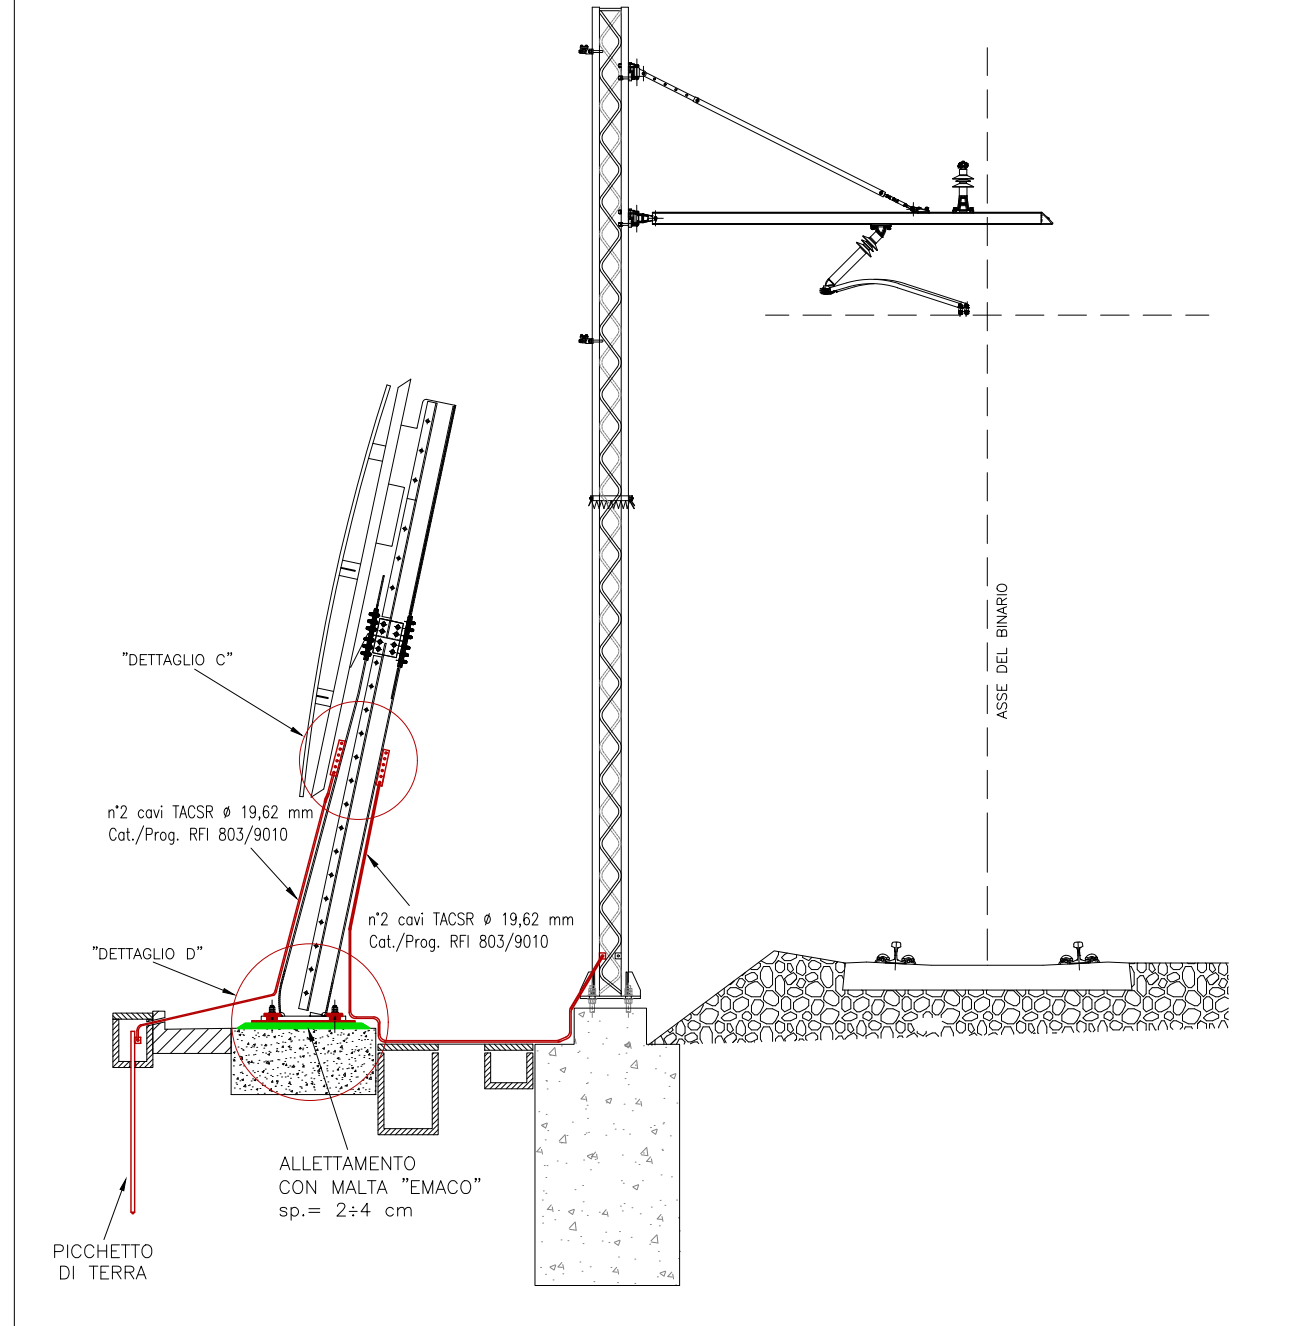 ASSE DEL BINARIO
"DETTAGLIO C"
n°2 cavi TACSR ø 19,62 mm
Cat./Prog. RFI 803/9010
n°2 cavi TACSR ø 19,62 mm
Cat./Prog. RFI 803/9010
"DETTAGLIO D"
ALLETTAMENTO
CON MALTA "EMACO"
sp.= 2÷4 cm
PICCHETTO
DI TERRA